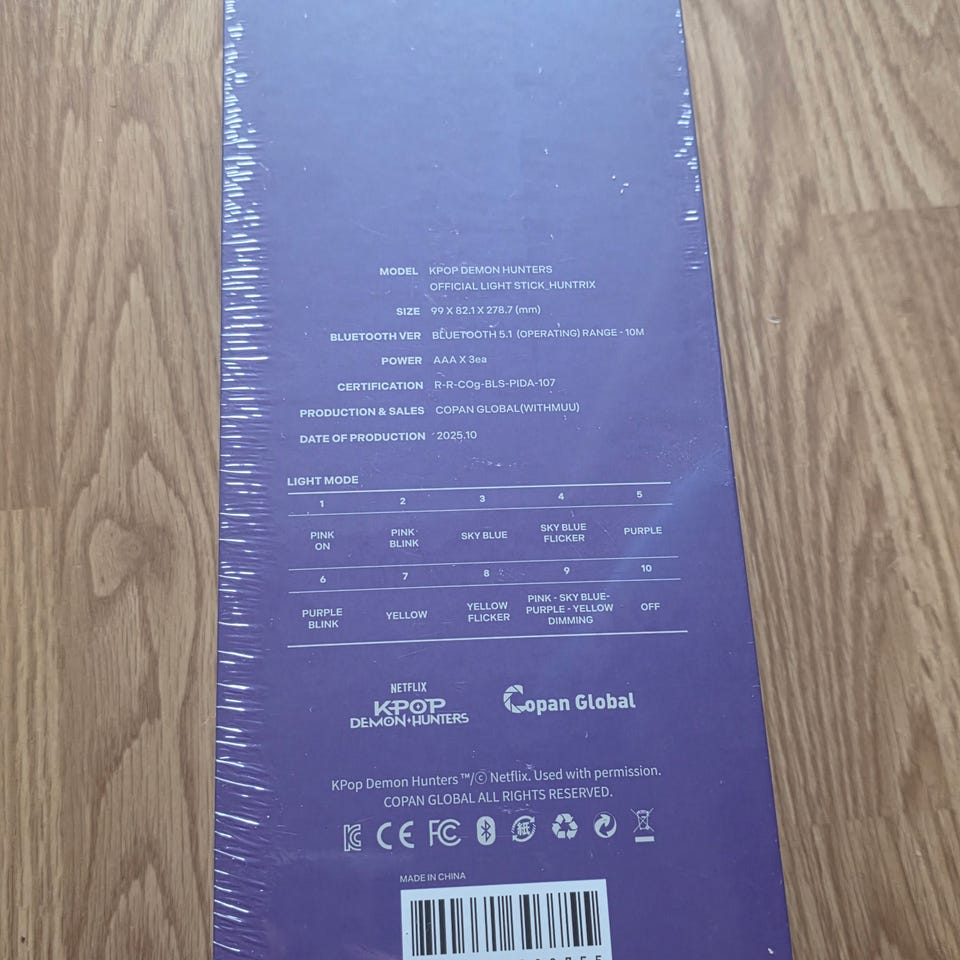 MODEL KPOP DEMON HUNTERS
OFFICIAL LIGHT STICK_HUNTRIX
SIZE 99 X 82.1 X 278.7 (mm)
BLUETOOTH VER BLUETOOTH 5.1 (OPERATING) RANGE - 10M
POWER AAA X 3ea
CERTIFICATION R-R-COg-BLS-PIDA-107
PRODUCTION & SALES COPAN GLOBAL(WITHMUU)
DATE OF PRODUCTION 2025.10
LIGHT MODE
1 2 3 4 5
PINK ON PINK BLINK SKY BLUE SKY BLUE FLICKER PURPLE
6 7 8 9 10
PURPLE BLINK YELLOW YELLOW FLICKER PINK - SKY BLUE- PURPLE - YELLOW DIMMING OFF
NETFLIX
KPOP
DEMON HUNTERS
Copan Global
KPop Demon Hunters™/ⓒ Netflix. Used with permission.
COPAN GLOBAL ALL RIGHTS RESERVED.
KC CE FC 紙
MADE IN CHINA